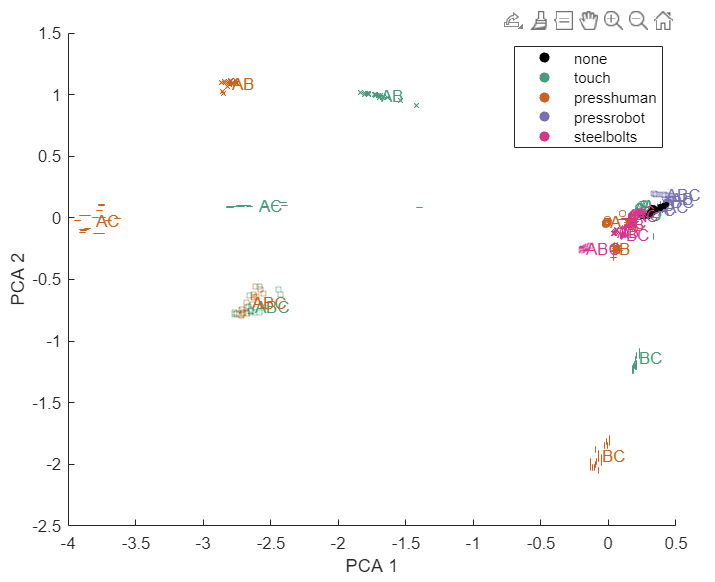 1.5
1
0.5
0
-0.5
-1
-1.5
-2
-2.5
PCA 2
-4
-3.5
-3
-2.5
-2
-1.5
-1
-0.5
0
0.5
PCA 1
none
touch
presshuman
pressrobot
steelbolts
AB
AB
AC
AC
ABC
ABC
ABC
BC
ABC
BC
BC